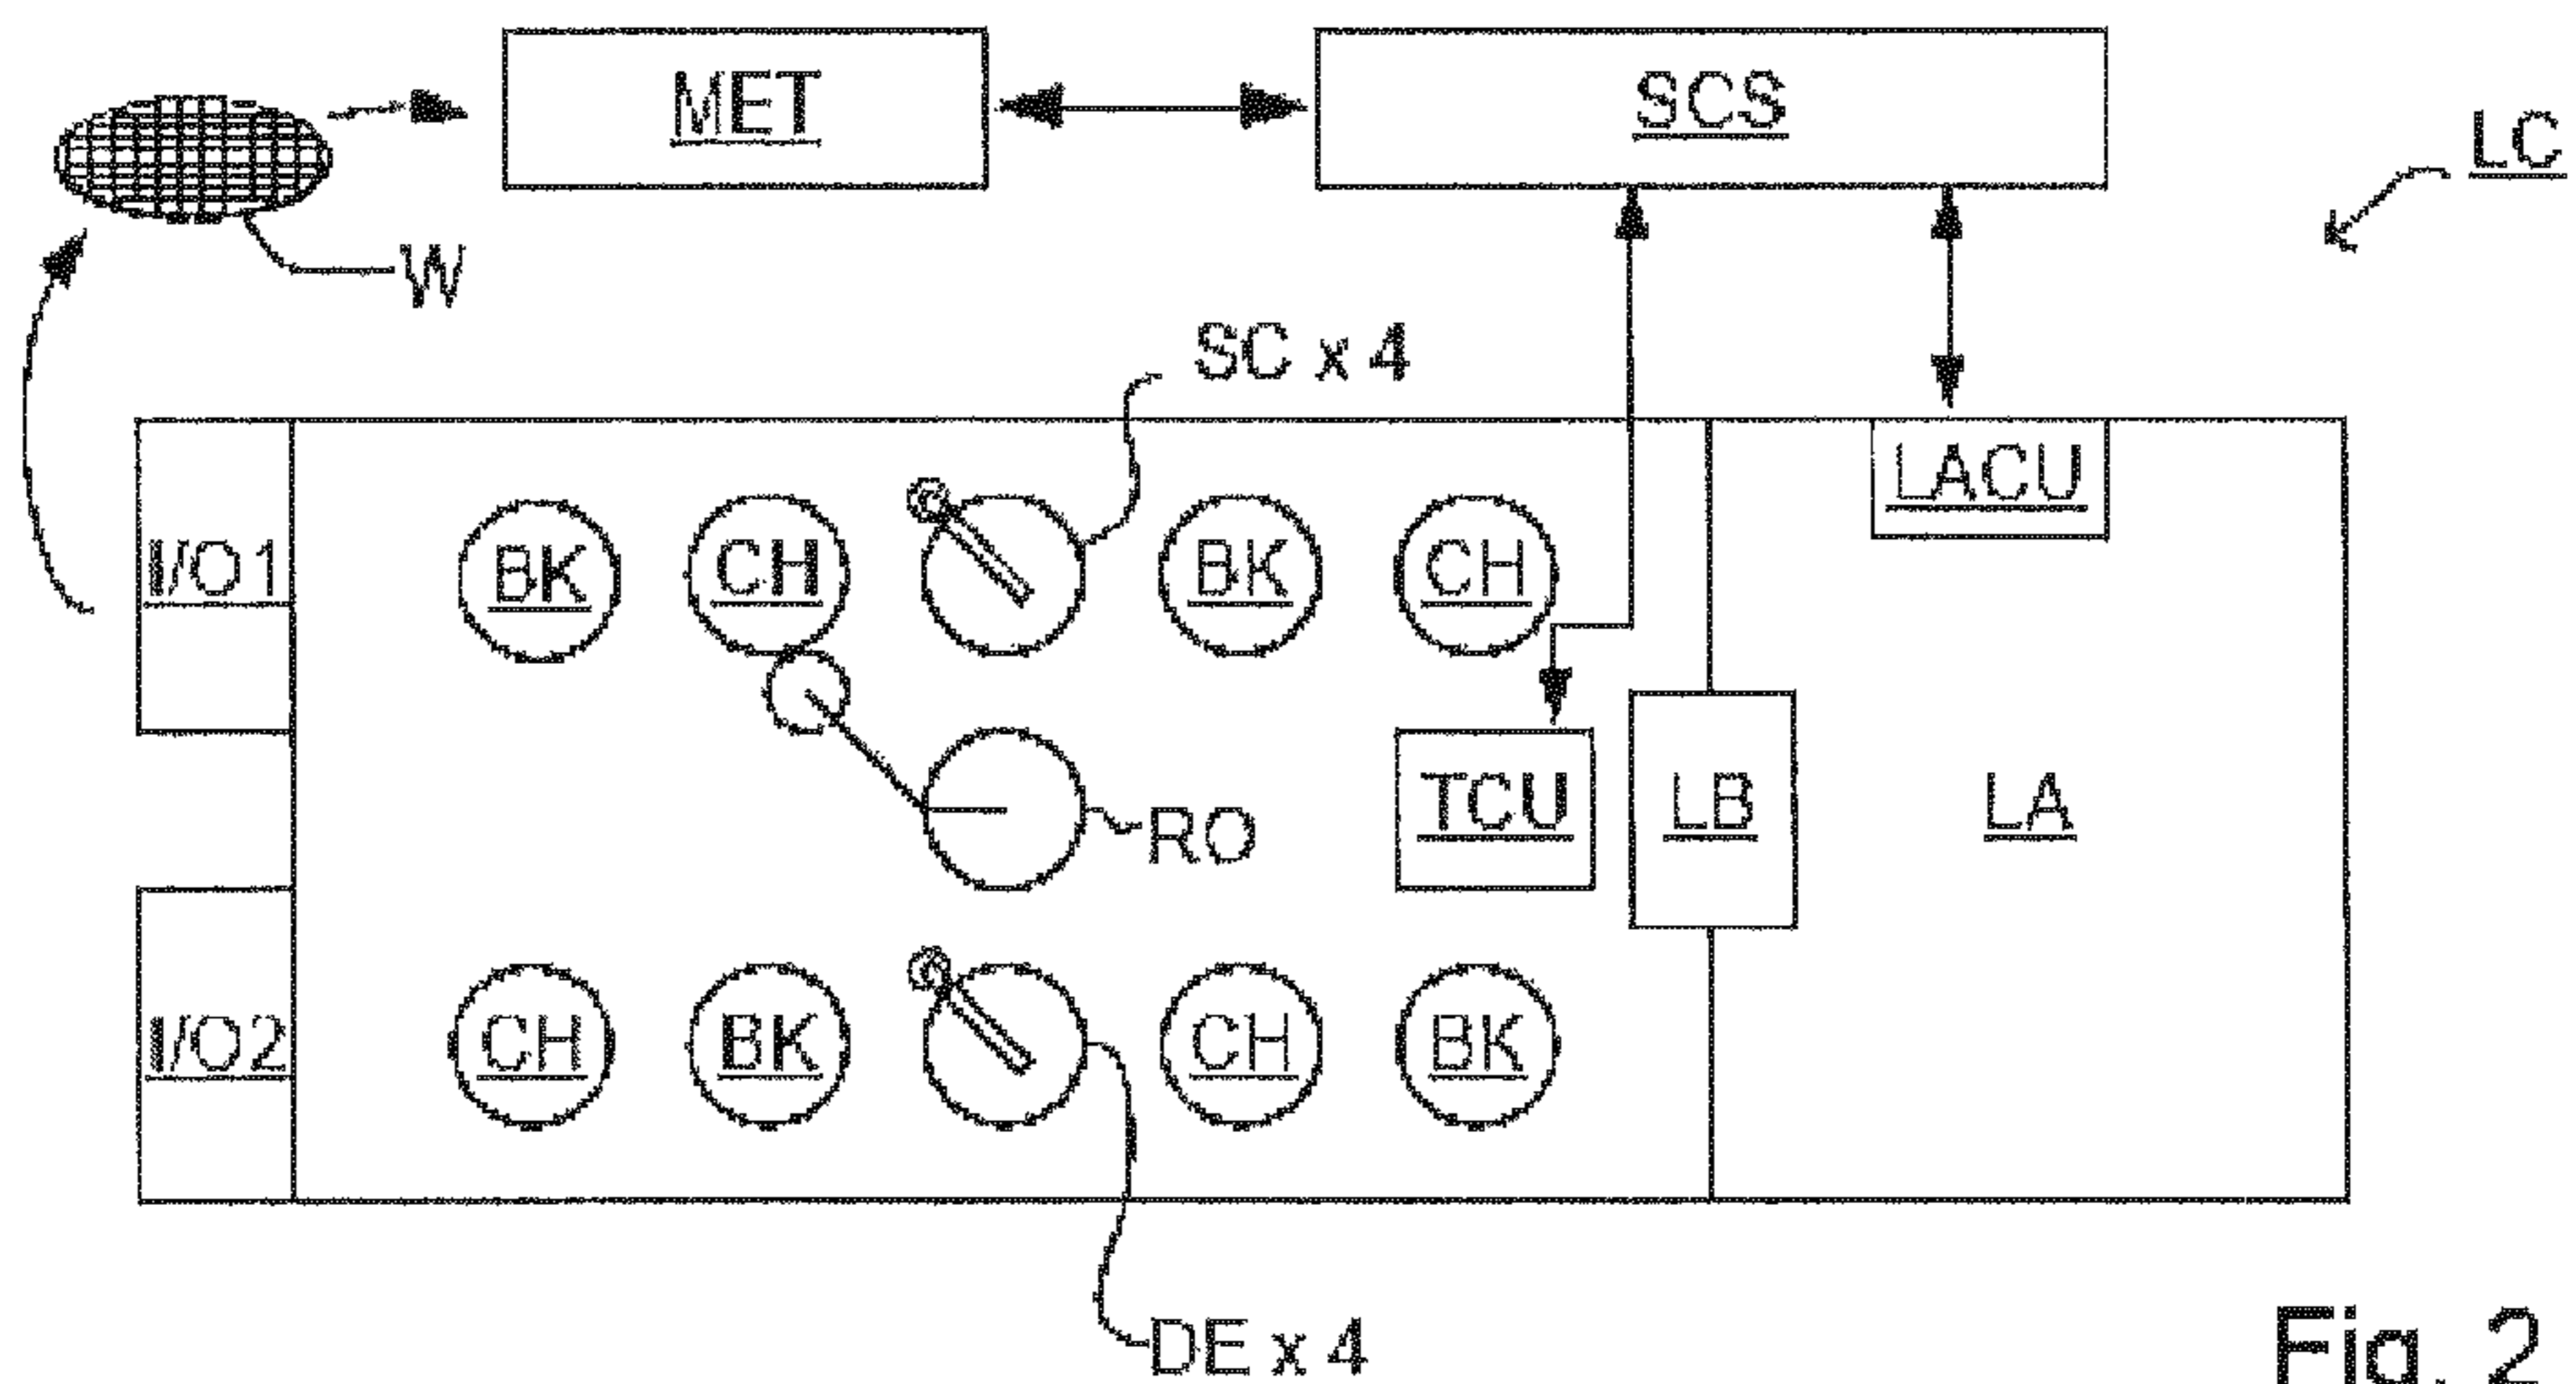 MET
SCS
LC
W
SC x 4
LACU
I/O1
BK
CH
BK
CH
TCU
LB
LA
RO
I/O2
CH
BK
CH
BK
DE x 4
Fig. 2